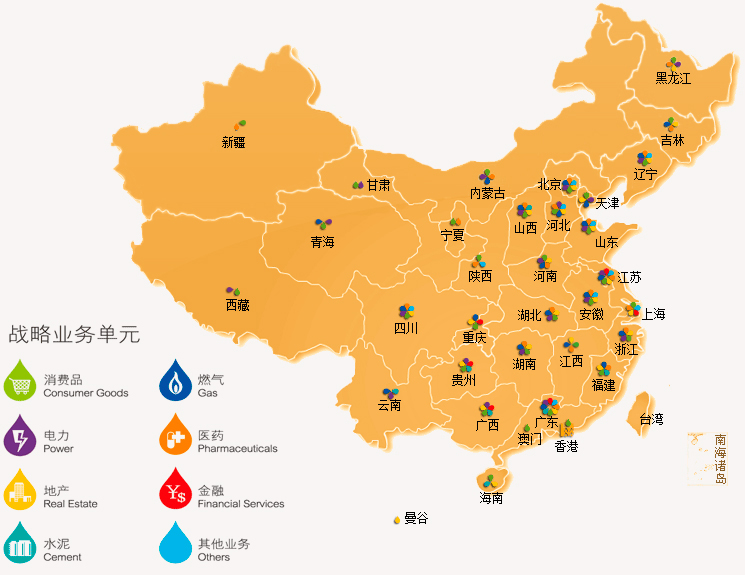 黑龙江
吉林
辽宁
新疆
甘肃
内蒙古
北京
天津
宁夏
山西
河北
山东
青海
陕西
河南
江苏
西藏
四川
重庆
湖北
安徽
上海
战略业务单元
湖南
江西
浙江
消费品
Consumer Goods
燃气
Gas
贵州
福建
云南
广西
广东
台湾
电力
Power
医药
Pharmaceuticals
澳门
香港
南海诸岛
地产
Real Estate
金融
Financial Services
海南
曼谷
水泥
Cement
其他业务
Others